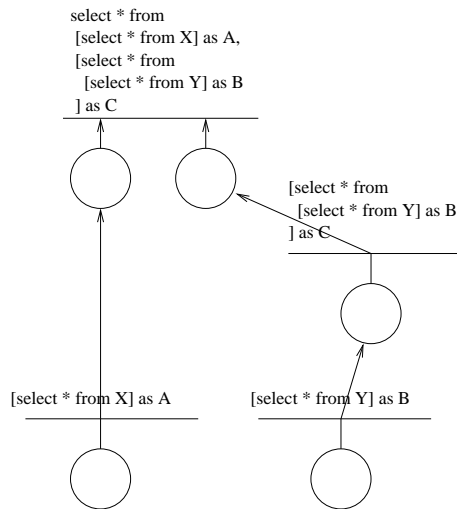 select * from
[select * from X] as A,
[select * from
[select * from Y] as B
] as C
[select * from
[select * from Y] as B
] as C
[select * from X] as A
[select * from Y] as B